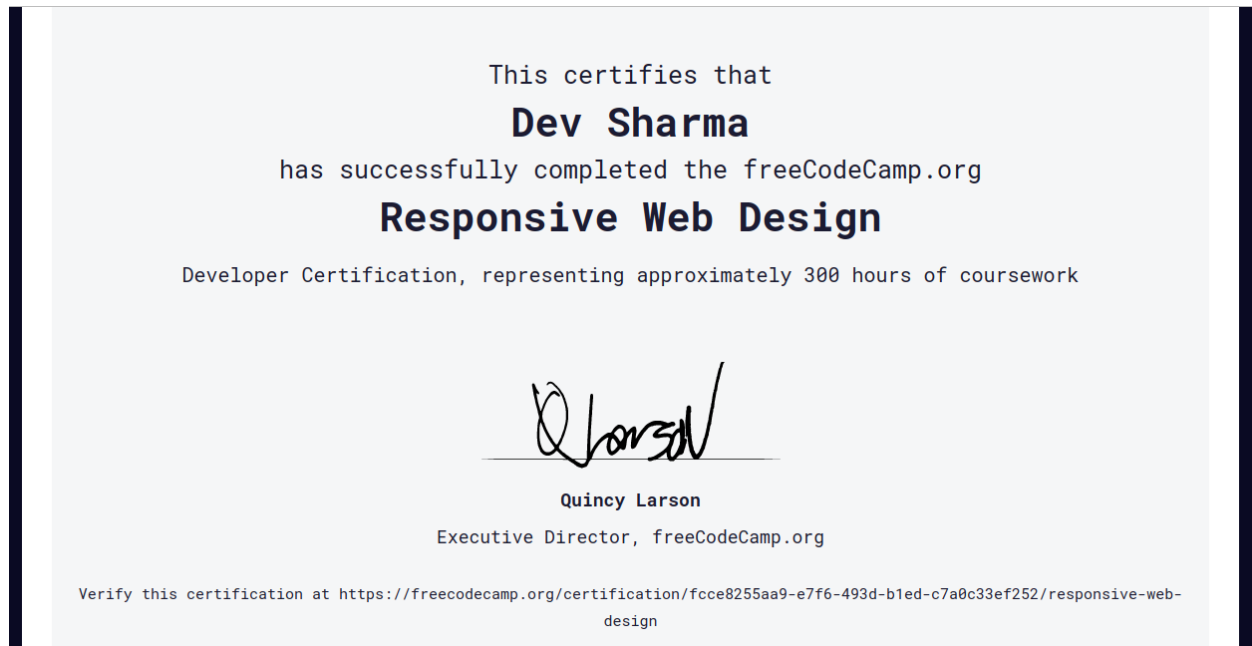 This certifies that
Dev Sharma
has successfully completed the freeCodeCamp.org
Responsive Web Design
Developer Certification, representing approximately 300 hours of coursework
Q Larson
Quincy Larson
Executive Director, freeCodeCamp.org
Verify this certification at https://freecodecamp.org/certification/fcce8255aa9-e7f6-493d-b1ed-c7a0c33ef252/responsive-web-
design